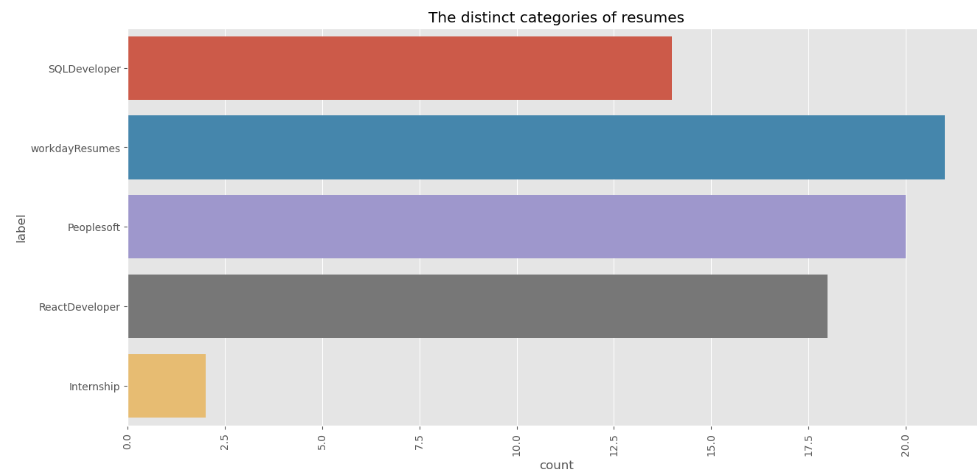 The distinct categories of resumes
SQLDeveloper
workdayResumes
Peoplesoft
ReactDeveloper
Internship
label
0.0
2.5
5.0
7.5
10.0
12.5
15.0
17.5
20.0
count